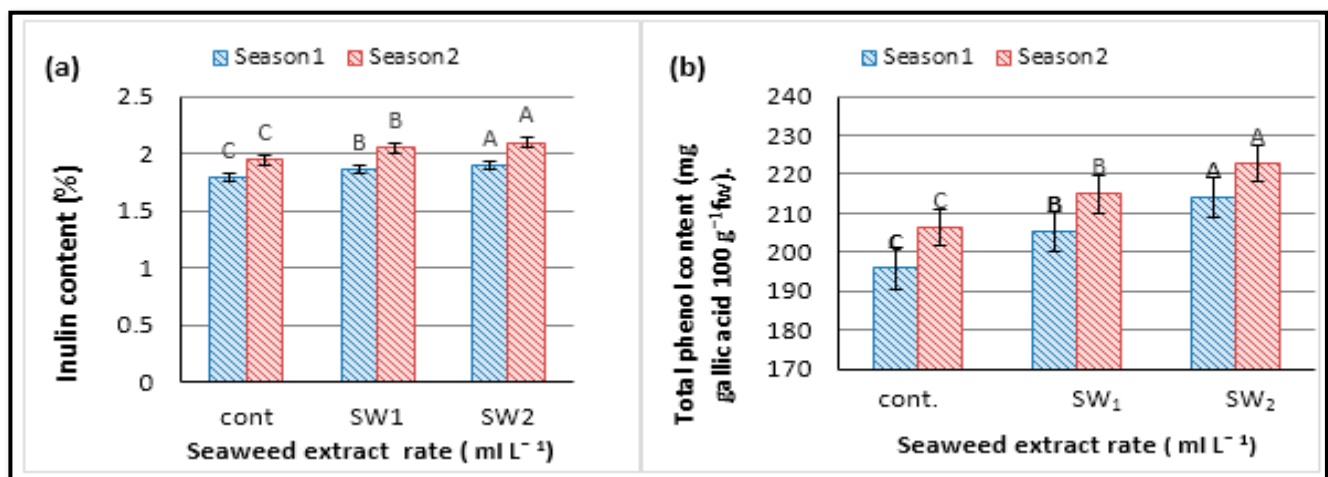 (a)
Season1 Season2
2.5
2
1.5
1
0.5
0
C C B B A A
cont SW1 SW2
Inulin content (%)
Seaweed extract rate ( ml L⁻¹)
(b)
Season1 Season2
240
230
220
210
200
190
180
170
C C B B A A
cont. SW₁ SW₂
Total phenol content (mg
gallic acid 100 g⁻¹fw).
Seaweed extract rate ( ml L⁻¹)